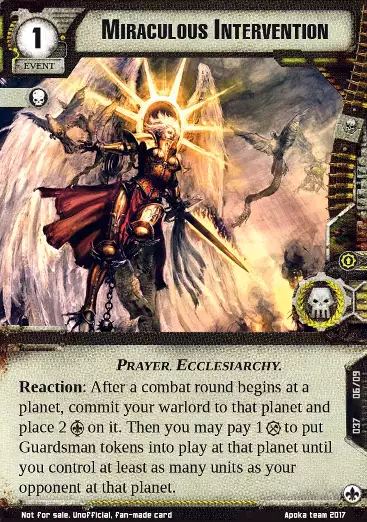 1
MIRACULOUS INTERVENTION
EVENT
PRAYER. ECCLESIARCHY.
Reaction: After a combat round begins at a
planet, commit your warlord to that planet and
place 2 on it. Then you may pay 1 to put
Guardsman tokens into play at that planet until
you control at least as many units as your
opponent at that planet.
037 06/09
Not for sale. Unofficial, fan-made card
Apoka team 2017